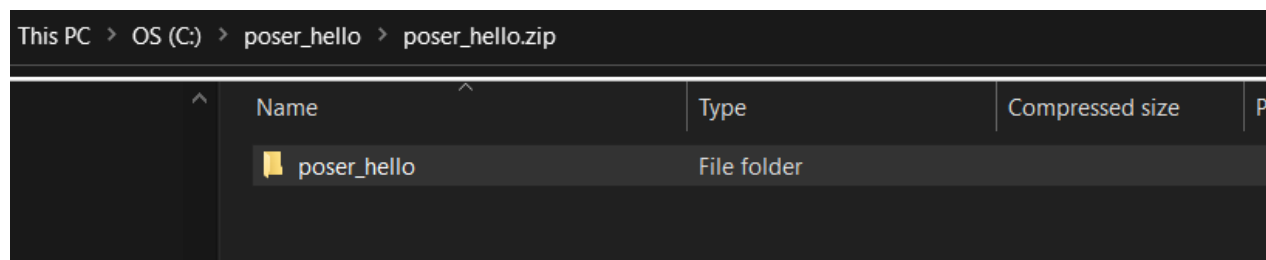 This PC > OS (C:) > poser_hello > poser_hello.zip
Name Type Compressed size P
poser_hello File folder